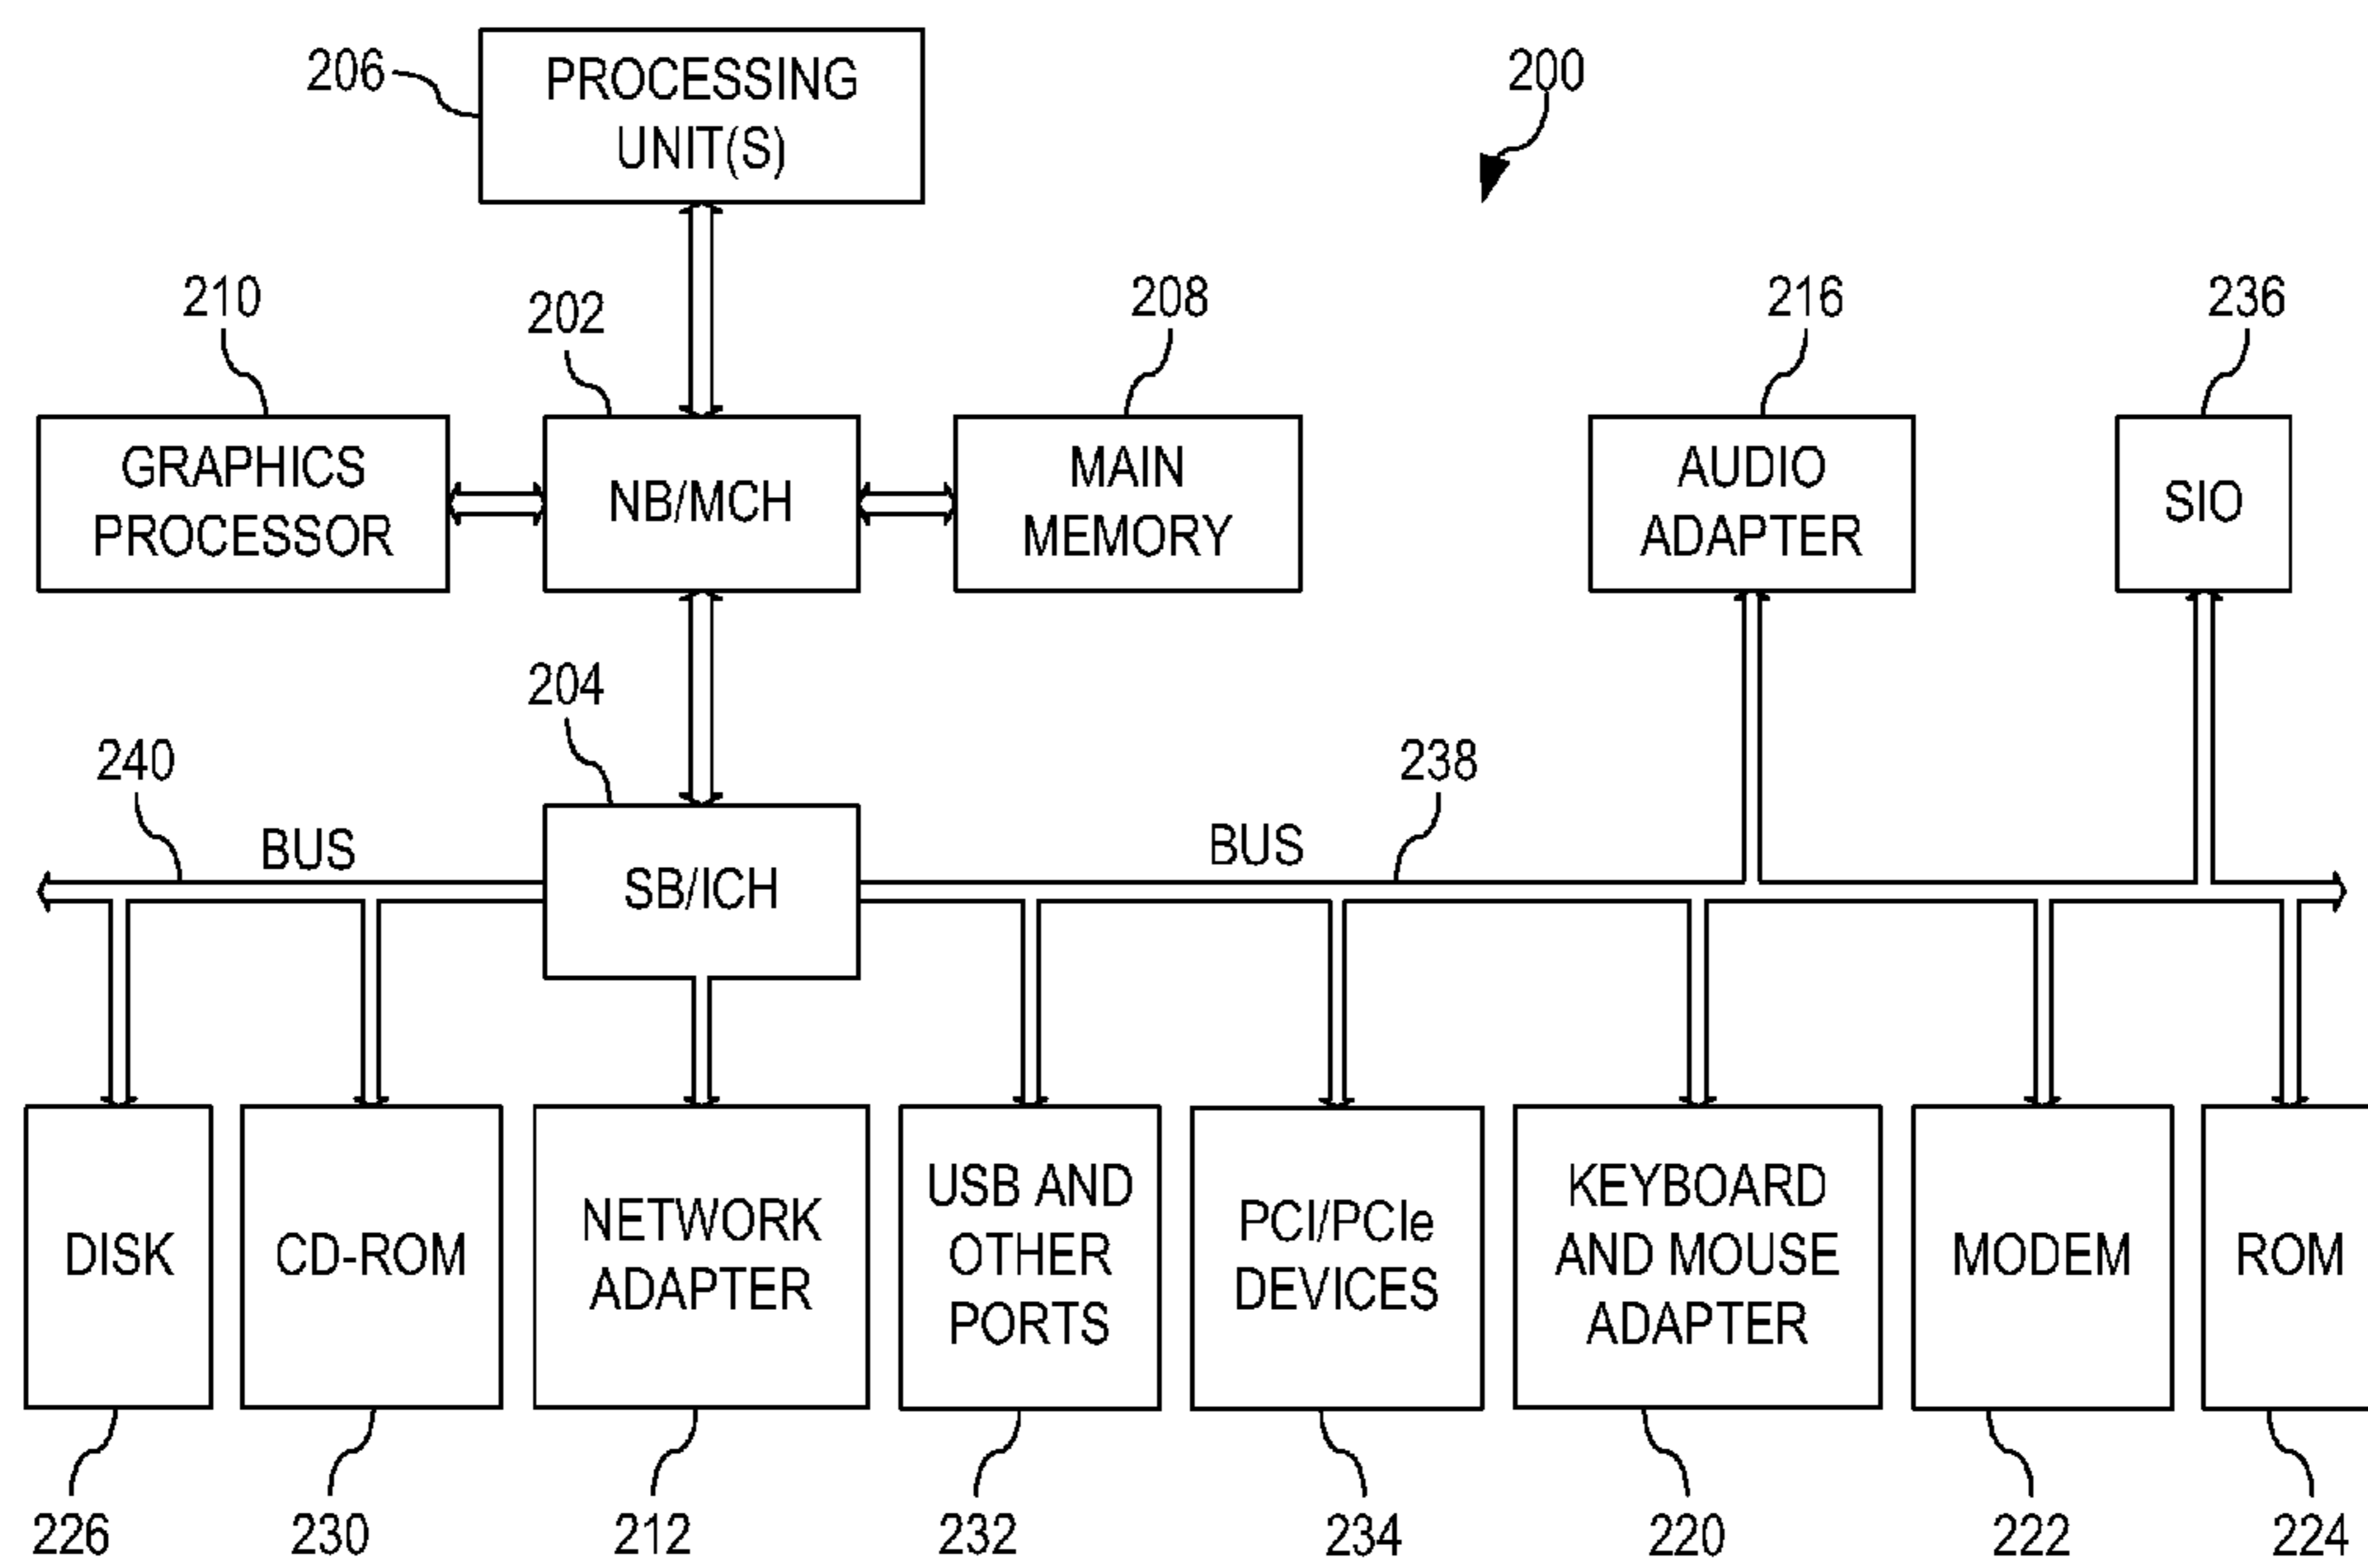 206
PROCESSING
UNIT(S)
200
210
202
208
216
236
GRAPHICS
PROCESSOR
NB/MCH
MAIN
MEMORY
AUDIO
ADAPTER
SIO
204
240
238
BUS
BUS
SB/ICH
DISK
CD-ROM
NETWORK
ADAPTER
USB AND
OTHER
PORTS
PCI/PCIe
DEVICES
KEYBOARD
AND MOUSE
ADAPTER
MODEM
ROM
226
230
212
232
234
220
222
224